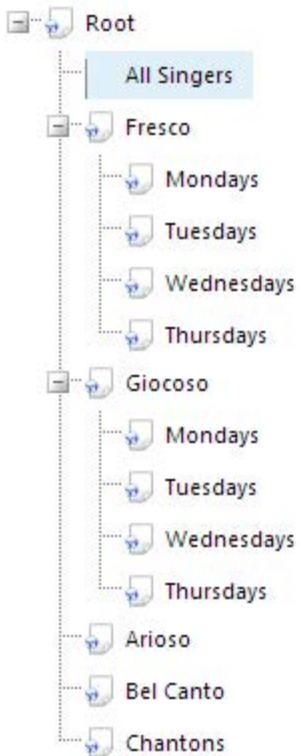 Root
All Singers
Fresco
Mondays
Tuesdays
Wednesdays
Thursdays
Giocoso
Mondays
Tuesdays
Wednesdays
Thursdays
Arioso
Bel Canto
Chantons